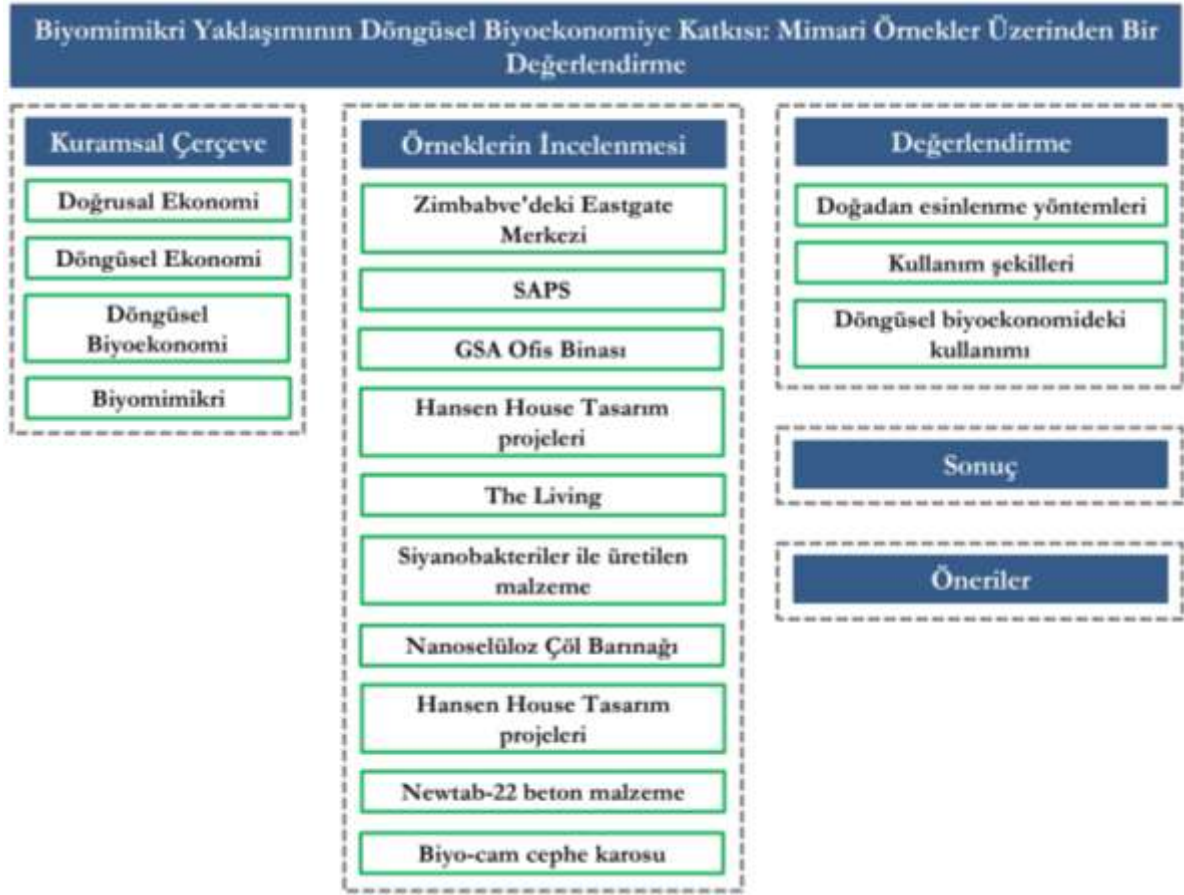 Biyomimikri Yaklaşımının Döngüsel Biyoekonomiye Katkısı: Mimari Örnekler Üzerinden Bir
Değerlendirme
Kuramsal Çerçeve
Doğrusal Ekonomi
Döngüsel Ekonomi
Döngüsel
Biyoekonomi
Biyomimikri
Örneklerin İncelenmesi
Zimbabve'deki Eastgate
Merkezi
SAPS
GSA Ofis Binası
Hansen House Tasarım
projeleri
The Living
Siyanobakteriler ile üretilen
malzeme
Nanoselüloz Çöl Barınağı
Hansen House Tasarım
projeleri
Newtab-22 beton malzeme
Biyo-cam cephe karosu
Değerlendirme
Doğadan esinlenme yöntemleri
Kullanım şekilleri
Döngüsel biyoekonomideki
kullanımı
Sonuç
Öneriler